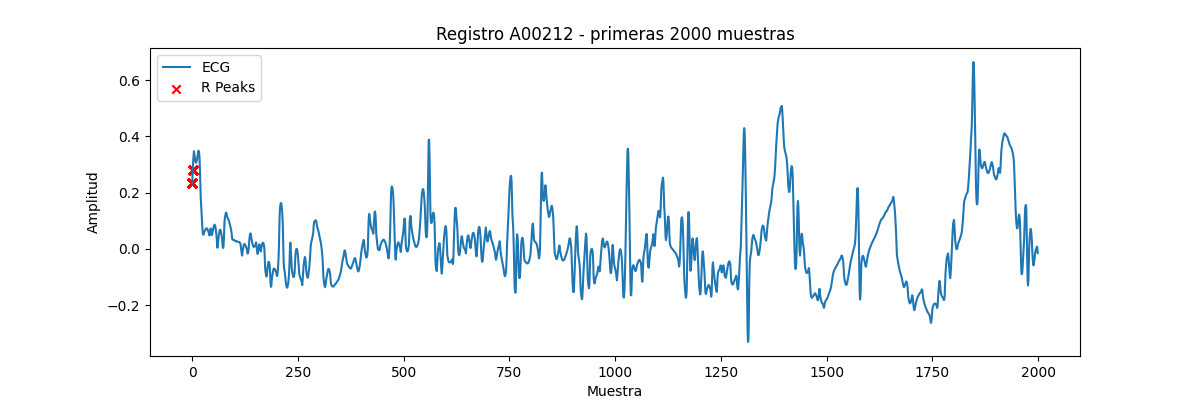 Registro A00212 - primeras 2000 muestras
ECG
R Peaks
Amplitud
0.6
0.4
0.2
0.0
−0.2
0 250 500 750 1000 1250 1500 1750 2000
Muestra